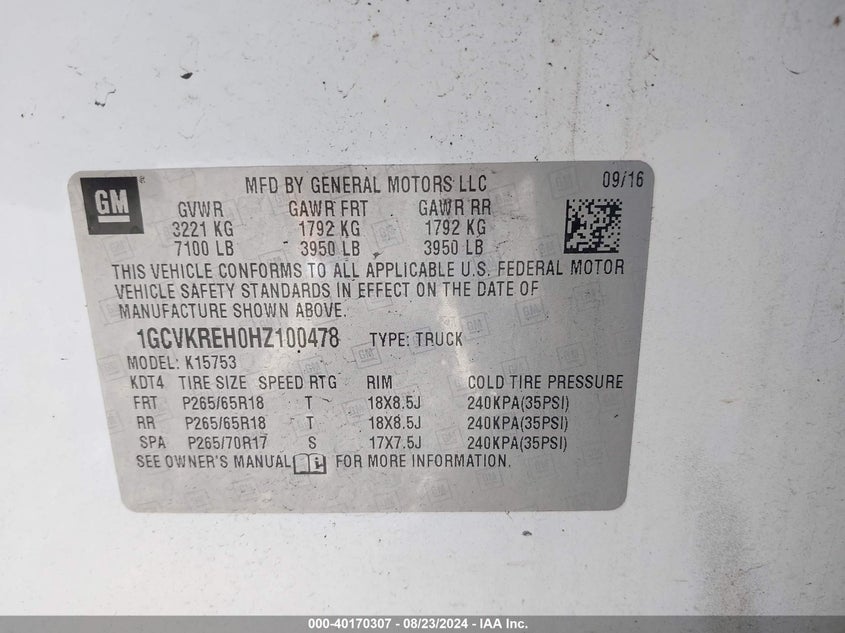 GM
MFD BY GENERAL MOTORS LLC 09/16
GVWR GAWR FRT GAWR RR
3221 KG 1792 KG 1792 KG
7100 LB 3950 LB 3950 LB
THIS VEHICLE CONFORMS TO ALL APPLICABLE U.S. FEDERAL MOTOR
VEHICLE SAFETY STANDARDS IN EFFECT ON THE DATE OF
MANUFACTURE SHOWN ABOVE.
1GCVKREH0HZ100478 TYPE: TRUCK
MODEL: K15753
KDT4 TIRE SIZE SPEED RTG RIM COLD TIRE PRESSURE
FRT P265/65R18 T 18X8.5J 240KPA(35PSI)
RR P265/65R18 T 18X8.5J 240KPA(35PSI)
SPA P265/70R17 S 17X7.5J 240KPA(35PSI)
SEE OWNER'S MANUAL FOR MORE INFORMATION.
000-40170307 - 08/23/2024 - IAA Inc.